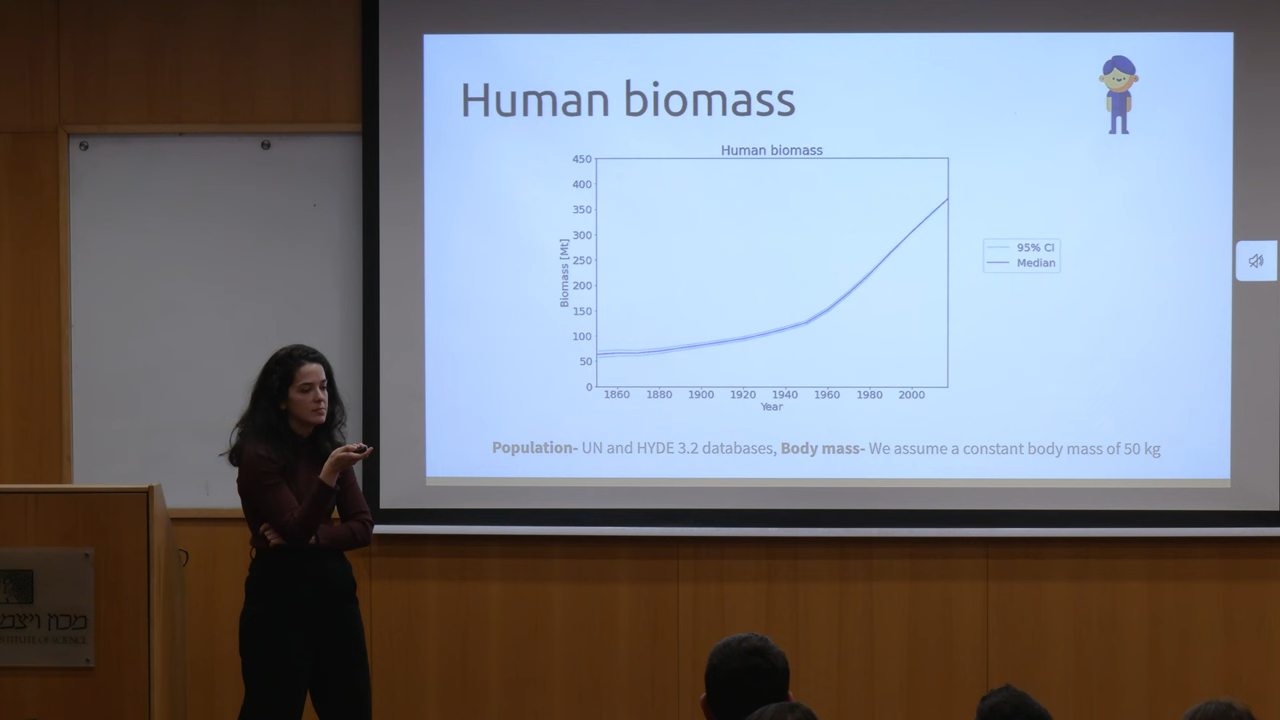 Human biomass
Human biomass
450
400
350
300
250
200
150
100
50
0
Biomass [Mt]
1860 1880 1900 1920 1940 1960 1980 2000
Year
95% CI
Median
Population- UN and HYDE 3.2 databases, Body mass- We assume a constant body mass of 50 kg
מכון ויצמ
INSTITUTE OF SCIENCE